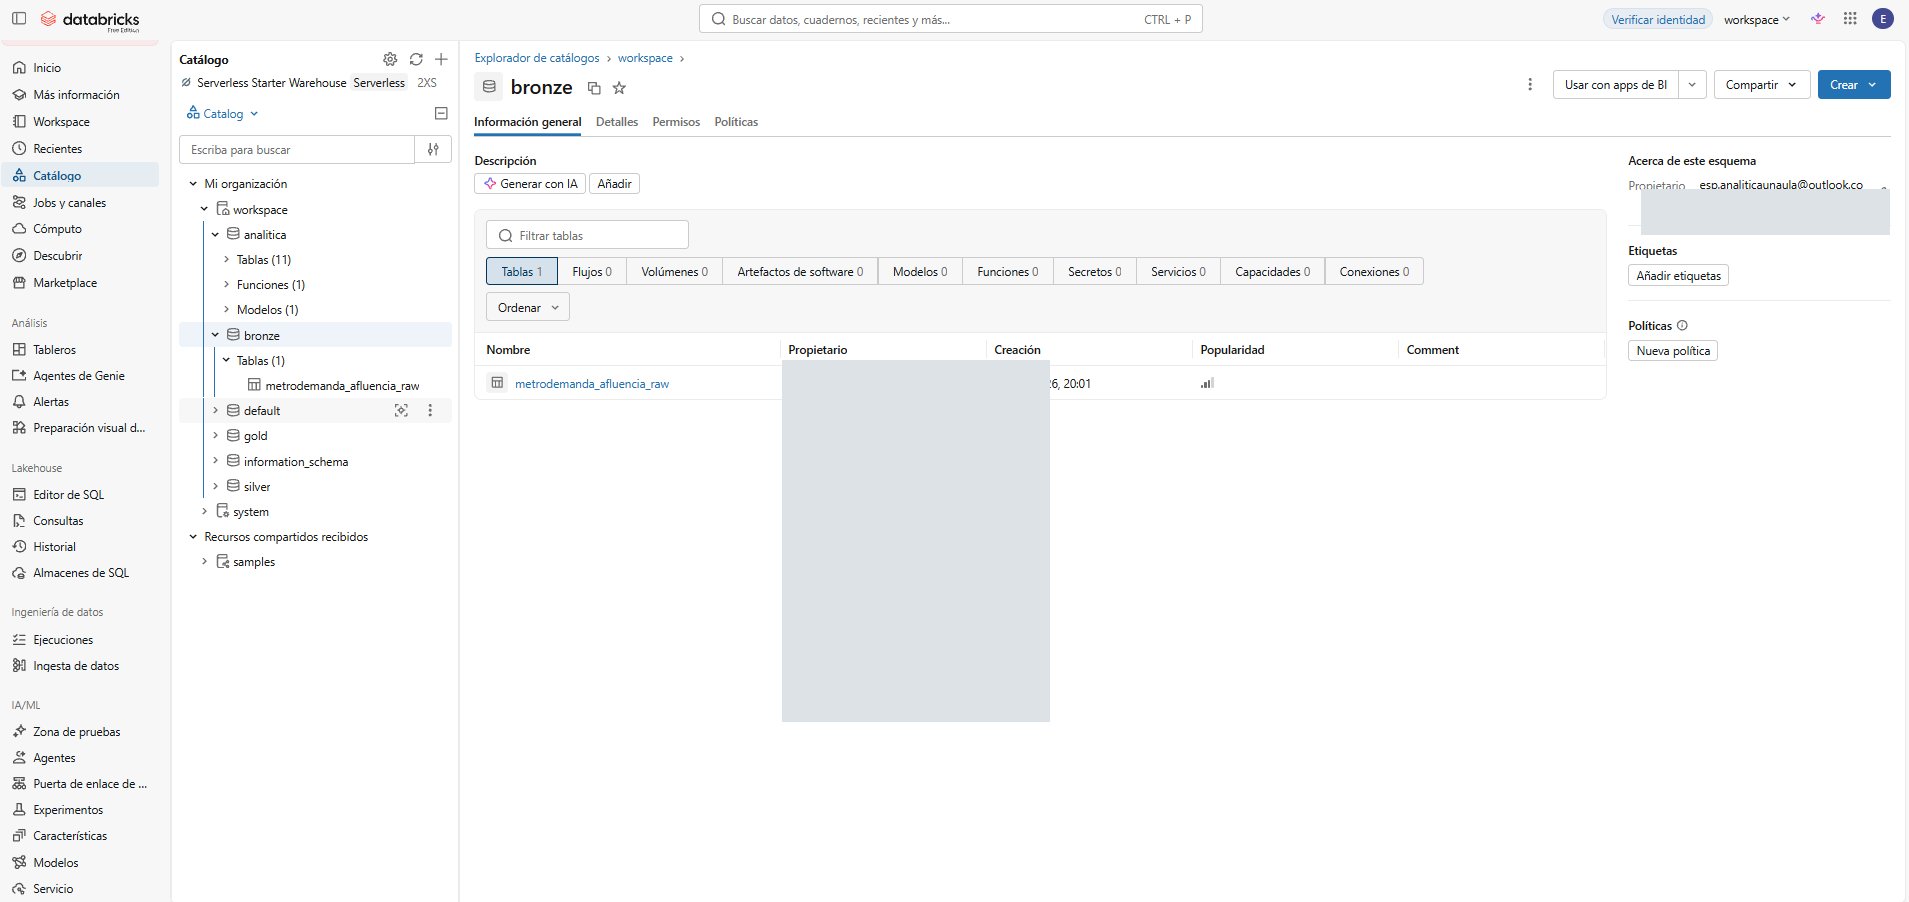 databricks
Free Edition
Buscar datos, cuadernos, recientes y más...
CTRL + P
Verificar identidad
workspace
E
Inicio
Más información
Workspace
Recientes
Catálogo
Jobs y canales
Cómputo
Descubrir
Marketplace
Análisis
Tableros
Agentes de Genie
Alertas
Preparación visual d...
Lakehouse
Editor de SQL
Consultas
Historial
Almacenes de SQL
Ingeniería de datos
Ejecuciones
Ingesta de datos
IA/ML
Zona de pruebas
Agentes
Puerta de enlace de ...
Experimentos
Características
Modelos
Servicio
Catálogo
Serverless Starter Warehouse Serverless 2XS
Catalog
Escriba para buscar
Mi organización
workspace
analitica
Tablas (11)
Funciones (1)
Modelos (1)
bronze
Tablas (1)
metrodemanda_afluencia_raw
default
gold
information_schema
silver
system
Recursos compartidos recibidos
samples
Explorador de catálogos › workspace ›
bronze
Usar con apps de BI
Compartir
Crear
Información general Detalles Permisos Políticas
Descripción
Generar con IA Añadir
Filtrar tablas
Tablas 1 Flujos 0 Volúmenes 0 Artefactos de software 0 Modelos 0 Funciones 0 Secretos 0 Servicios 0 Capacidades 0 Conexiones 0
Ordenar
Nombre Propietario Creación Popularidad Comment
metrodemanda_afluencia_raw 26, 20:01
Acerca de este esquema
Propietario esp.analiticaunaula@outlook.co
Etiquetas
Añadir etiquetas
Políticas
Nueva política